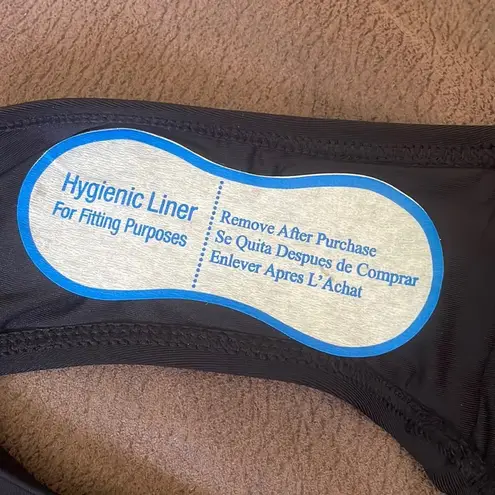 Hygienic Liner
For Fitting Purposes
Remove After Purchase
Se Quita Despues de Comprar
Enlever Apres L'Achat